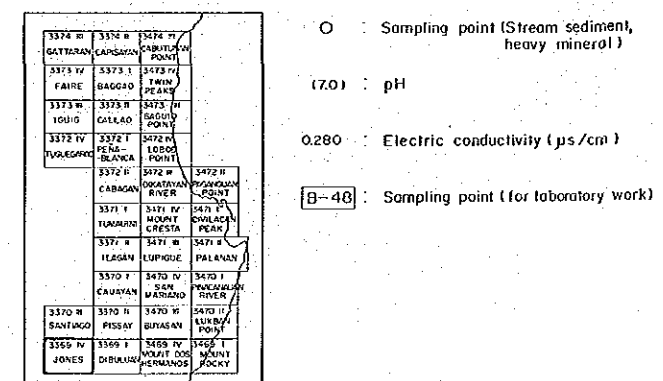 3374 III 3374 II 3474 III
GATTARAN CAPISAYAN CABUTUNAN POINT
3373 IV 3373 I 3473 IV
FAIRE BAGGAO TWIN PEAKS
3373 III 3373 II 3473 III
IGUIG CALLAO BAGUIO POINT
3372 IV 3372 I 3472 IV
TUGUEGARAO PEÑA-BLANCA LOBOD POINT
3372 II 3472 III 3472 II
CABAGAN DIKATAYAN RIVER POINT
3371 I 3471 IV 3471 I
TUMAUINI MOUNT CRESTA DIVILACAN PEAK
3371 II 3471 III 3471 II
ILAGAN LUPIGUE PALANAN
3370 I 3470 IV 3470 I
CAUAYAN SAN MARIANO RIVER
3370 III 3370 II 3470 III 3470 II
SANTIAGO PISSAY BUYASAN LUKBAN POINT
3369 IV 3369 I 3469 IV 3469 I
JONES DIBULUAN MOUNT DOS HERMANOS MOUNT ROCKY
O : Sampling point (Stream sediment,
heavy mineral)
(7.0) : pH
0.280 : Electric conductivity (μs/cm)
B-48 : Sampling point (for laboratory work)